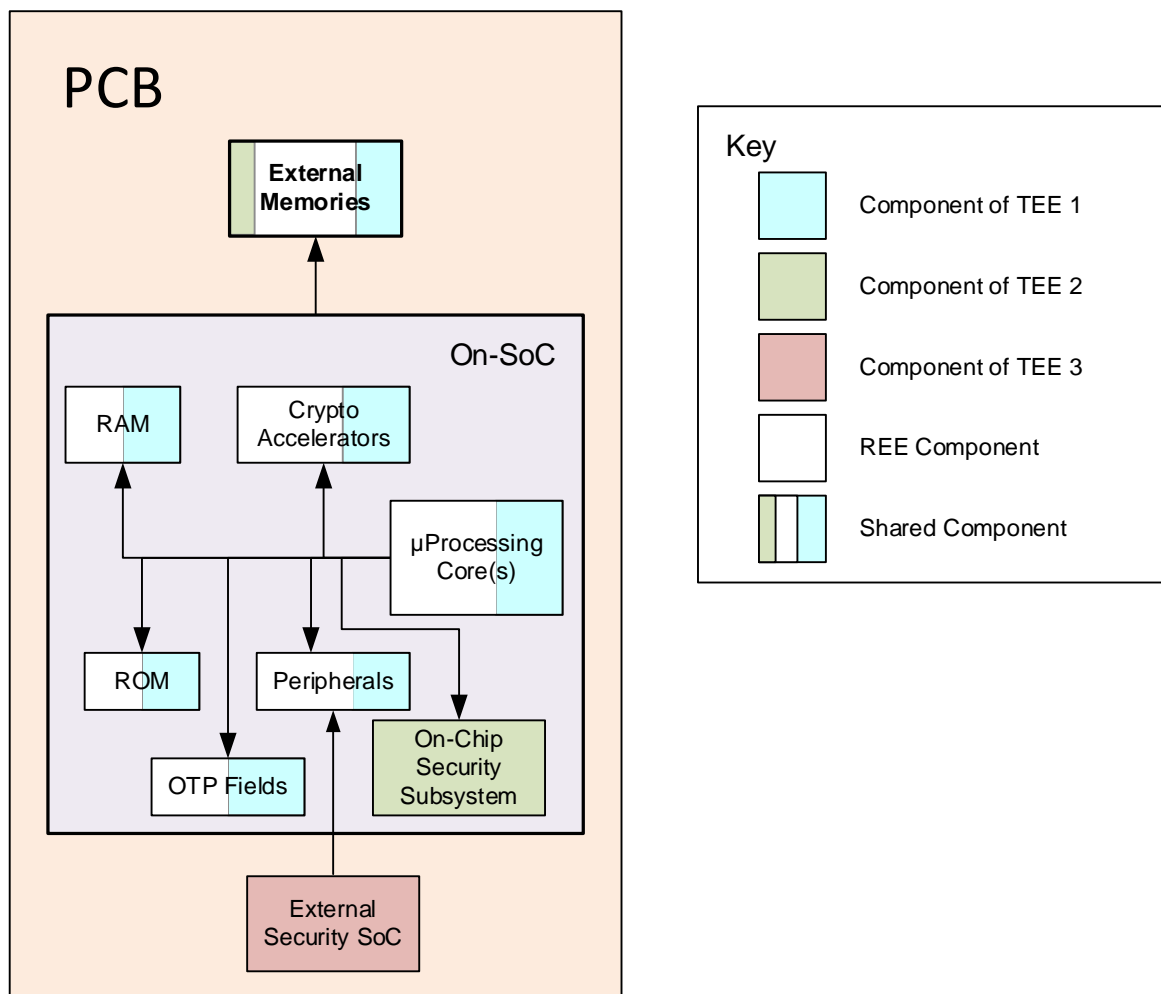 PCB
External
Memories
On-SoC
RAM
Crypto
Accelerators
µProcessing
Core(s)
ROM
Peripherals
OTP Fields
On-Chip
Security
Subsystem
External
Security SoC
Key
Component of TEE 1
Component of TEE 2
Component of TEE 3
REE Component
Shared Component